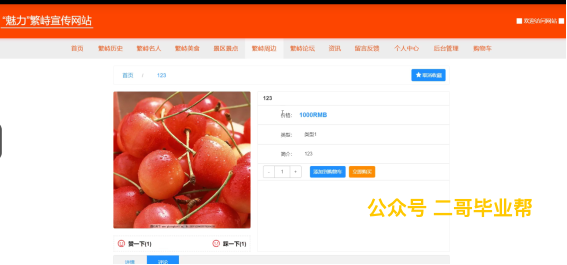 “魅力”繁峙宣传网站
欢迎访问网站
首页 繁峙历史 繁峙名人 繁峙美食 景区景点 繁峙周边 繁峙论坛 资讯 留言反馈 个人中心 后台管理 购物车
首页 / 123
取消收藏
123
价格: 1000RMB
类型: 类型1
简介: 123
- 1 + 添加到购物车 立即购买
公众号 二哥毕业帮
赞一下(1) 踩一下(1)
详情 评论